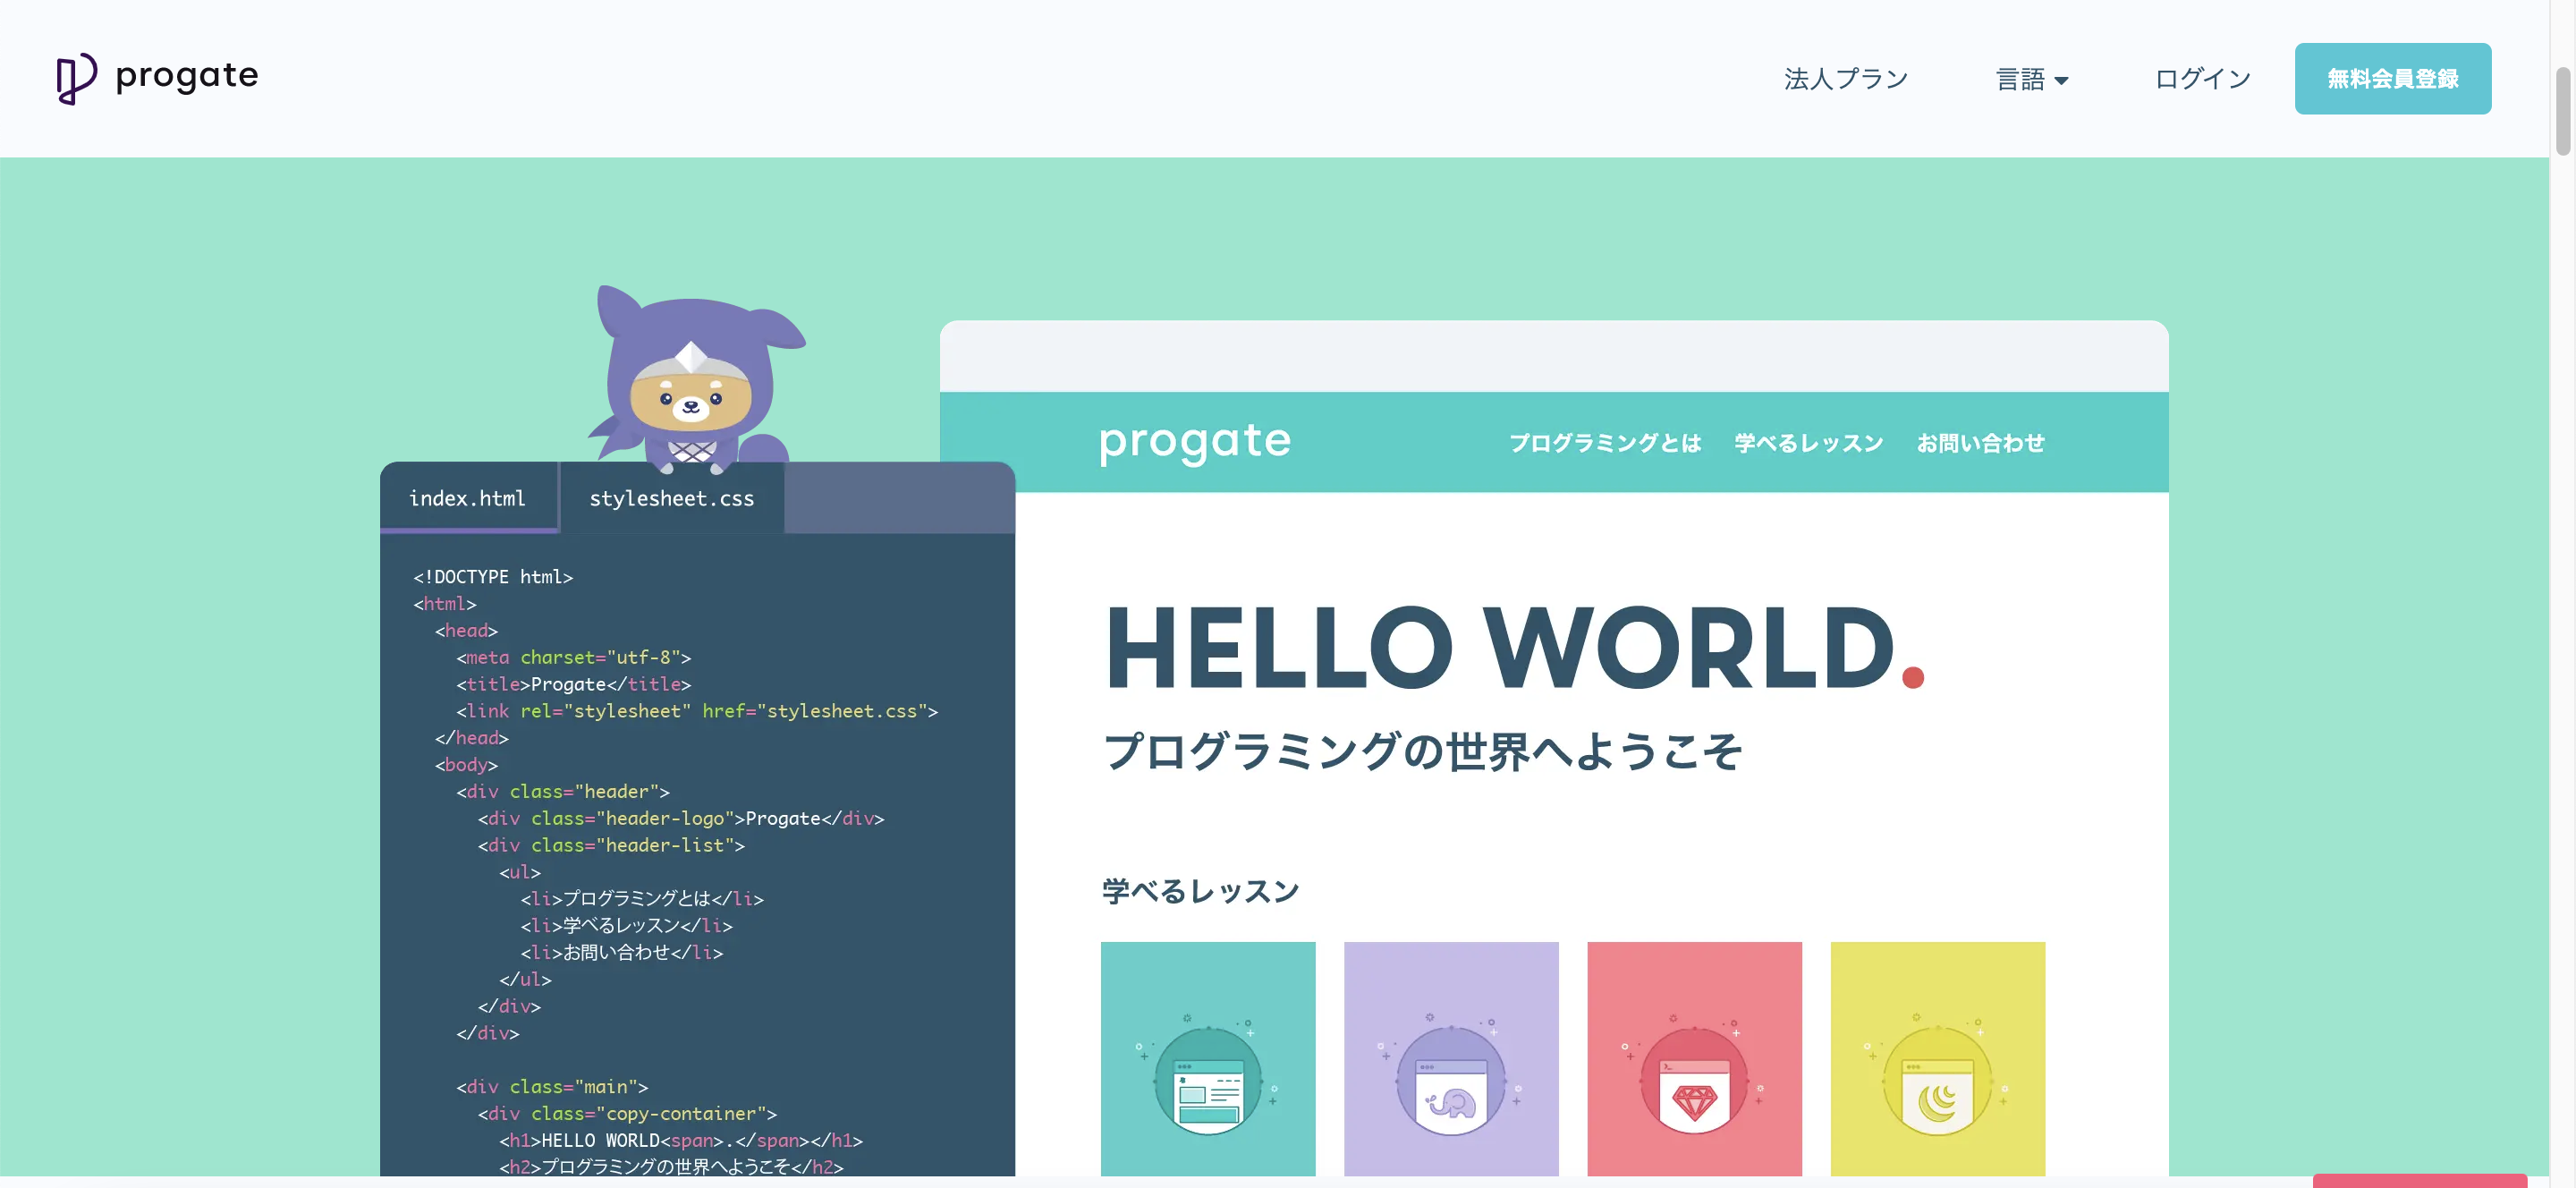 progate
法人プラン 言語 ログイン 無料会員登録
index.html stylesheet.css
<!DOCTYPE html>
<html>
<head>
<meta charset="utf-8">
<title>Progate</title>
<link rel="stylesheet" href="stylesheet.css">
</head>
<body>
<div class="header">
<div class="header-logo">Progate</div>
<div class="header-list">
<ul>
<li>プログラミングとは</li>
<li>学べるレッスン</li>
<li>お問い合わせ</li>
</ul>
</div>
</div>
<div class="main">
<div class="copy-container">
<h1>HELLO WORLD<span>.</span></h1>
<h2>プログラミングの世界へようこそ</h2>
progate プログラミングとは 学べるレッスン お問い合わせ
HELLO WORLD.
プログラミングの世界へようこそ
学べるレッスン